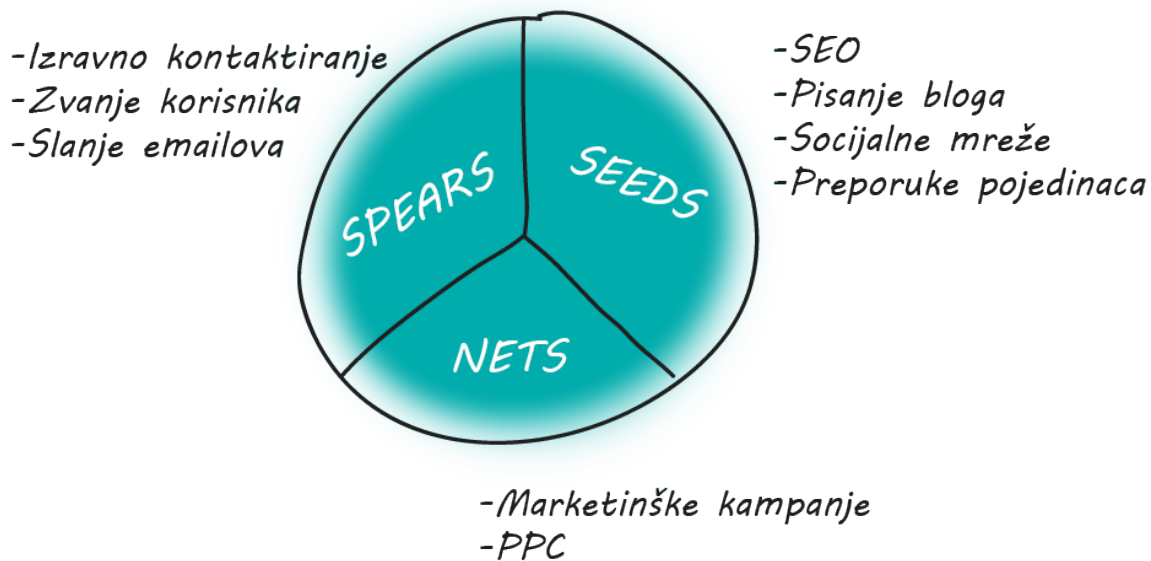 -Izravno kontaktiranje
-Zvanje korisnika
-Slanje emailova
SPEARS
SEEDS
-SEO
-Pisanje bloga
-Socijalne mreže
-Preporuke pojedinaca
NETS
-Marketinške kampanje
-PPC